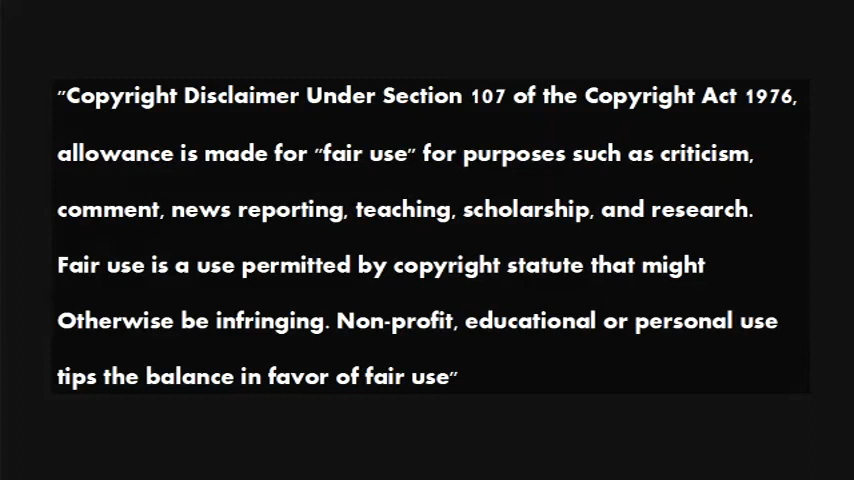 "Copyright Disclaimer Under Section 107 of the Copyright Act 1976,
allowance is made for "fair use" for purposes such as criticism,
comment, news reporting, teaching, scholarship, and research.
Fair use is a use permitted by copyright statute that might
Otherwise be infringing. Non-profit, educational or personal use
tips the balance in favor of fair use"